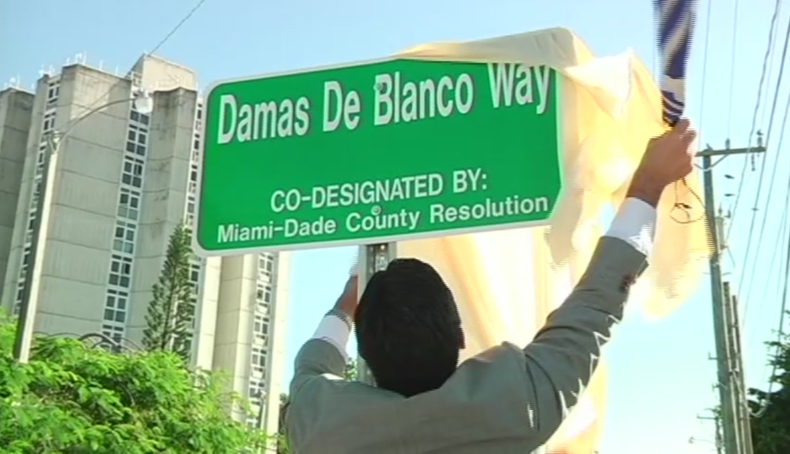 Damas De Blanco Way
CO-DESIGNATED BY:
Miami-Dade County Resolution